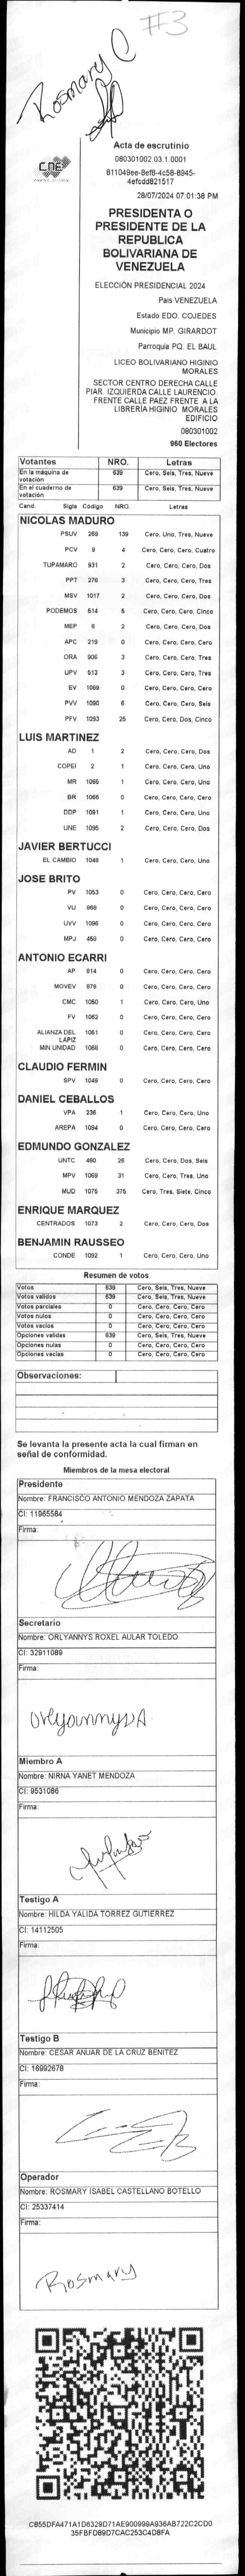 #3
Rosmary C
CNE
Acta de escrutinio
080301002.03.1.0001
811049ee-8ef8-4c58-8945-
4efcdd821517
28/07/2024 07:01:38 PM
PRESIDENTA O
PRESIDENTE DE LA
REPUBLICA
BOLIVARIANA DE
VENEZUELA
ELECCIÓN PRESIDENCIAL 2024
Pais VENEZUELA
Estado EDO. COJEDES
Municipio MP. GIRARDOT
Parroquia PQ. EL BAUL
LICEO BOLIVARIANO HIGINIO
MORALES
SECTOR CENTRO DERECHA CALLE
PIAR. IZQUIERDA CALLE LAURENCIO.
FRENTE CALLE PAEZ FRENTE A LA
LIBRERÍA HIGINIO MORALES
EDIFICIO
080301002
960 Electores
Votantes NRO. Letras
En la máquina de votación 639 Cero, Seis, Tres, Nueve
En el cuaderno de votación 639 Cero, Seis, Tres, Nueve
Cand. Sigla Código NRO. Letras
NICOLAS MADURO
PSUV 269 139 Cero, Uno, Tres, Nueve
PCV 9 4 Cero, Cero, Cero, Cuatro
TUPAMARO 931 2 Cero, Cero, Cero, Dos
PPT 276 3 Cero, Cero, Cero, Tres
MSV 1017 2 Cero, Cero, Cero, Dos
PODEMOS 514 5 Cero, Cero, Cero, Cinco
MEP 6 2 Cero, Cero, Cero, Dos
APC 219 0 Cero, Cero, Cero, Cero
ORA 906 3 Cero, Cero, Cero, Tres
UPV 513 3 Cero, Cero, Cero, Tres
EV 1069 0 Cero, Cero, Cero, Cero
PVV 1090 6 Cero, Cero, Cero, Seis
PFV 1093 25 Cero, Cero, Dos, Cinco
LUIS MARTINEZ
AD 1 2 Cero, Cero, Cero, Dos
COPEI 2 1 Cero, Cero, Cero, Uno
MR 1065 1 Cero, Cero, Cero, Uno
BR 1066 0 Cero, Cero, Cero, Cero
DDP 1091 1 Cero, Cero, Cero, Uno
UNE 1095 2 Cero, Cero, Cero, Dos
JAVIER BERTUCCI
EL CAMBIO 1048 1 Cero, Cero, Cero, Uno
JOSE BRITO
PV 1053 0 Cero, Cero, Cero, Cero
VU 868 0 Cero, Cero, Cero, Cero
UVV 1096 0 Cero, Cero, Cero, Cero
MPJ 459 0 Cero, Cero, Cero, Cero
ANTONIO ECARRI
AP 814 0 Cero, Cero, Cero, Cero
MOVEV 879 0 Cero, Cero, Cero, Cero
CMC 1050 1 Cero, Cero, Cero, Uno
FV 1062 0 Cero, Cero, Cero, Cero
ALIANZA DEL LAPIZ 1051 0 Cero, Cero, Cero, Cero
MIN UNIDAD 1068 0 Cero, Cero, Cero, Cero
CLAUDIO FERMIN
SPV 1049 0 Cero, Cero, Cero, Cero
DANIEL CEBALLOS
VPA 236 1 Cero, Cero, Cero, Uno
AREPA 1094 0 Cero, Cero, Cero, Cero
EDMUNDO GONZALEZ
UNTC 460 26 Cero, Cero, Dos, Seis
MPV 1069 31 Cero, Cero, Tres, Uno
MUD 1075 375 Cero, Tres, Siete, Cinco
ENRIQUE MARQUEZ
CENTRADOS 1073 2 Cero, Cero, Cero, Dos
BENJAMIN RAUSSEO
CONDE 1092 1 Cero, Cero, Cero, Uno
Resumen de votos
Votos 639 Cero, Seis, Tres, Nueve
Votos validos 639 Cero, Seis, Tres, Nueve
Votos parciales 0 Cero, Cero, Cero, Cero
Votos nulos 0 Cero, Cero, Cero, Cero
Votos vacios 0 Cero, Cero, Cero, Cero
Opciones validas 639 Cero, Seis, Tres, Nueve
Opciones nulas 0 Cero, Cero, Cero, Cero
Opciones vacias 0 Cero, Cero, Cero, Cero
Observaciones:
Se levanta la presente acta la cual firman en
señal de conformidad.
Miembros de la mesa electoral
Presidente
Nombre: FRANCISCO ANTONIO MENDOZA ZAPATA
CI: 11965584
Firma:
Secretario
Nombre: ORLYANNYS ROXEL AULAR TOLEDO
CI: 32911089
Firma:
OrlyannysA
Miembro A
Nombre: NIRNA YANET MENDOZA
CI: 9531086
Firma:
Testigo A
Nombre: HILDA YALIDA TORREZ GUTIERREZ
CI: 14112505
Firma:
Testigo B
Nombre: CESAR ANUAR DE LA CRUZ BENITEZ
CI: 16992678
Firma:
Operador
Nombre: ROSMARY ISABEL CASTELLANO BOTELLO
CI: 25337414
Firma:
Rosmary
C855DFA471A1D6329D71AE900999A936AB722C2CD0
35FBFD89D7CAC253C4D8FA